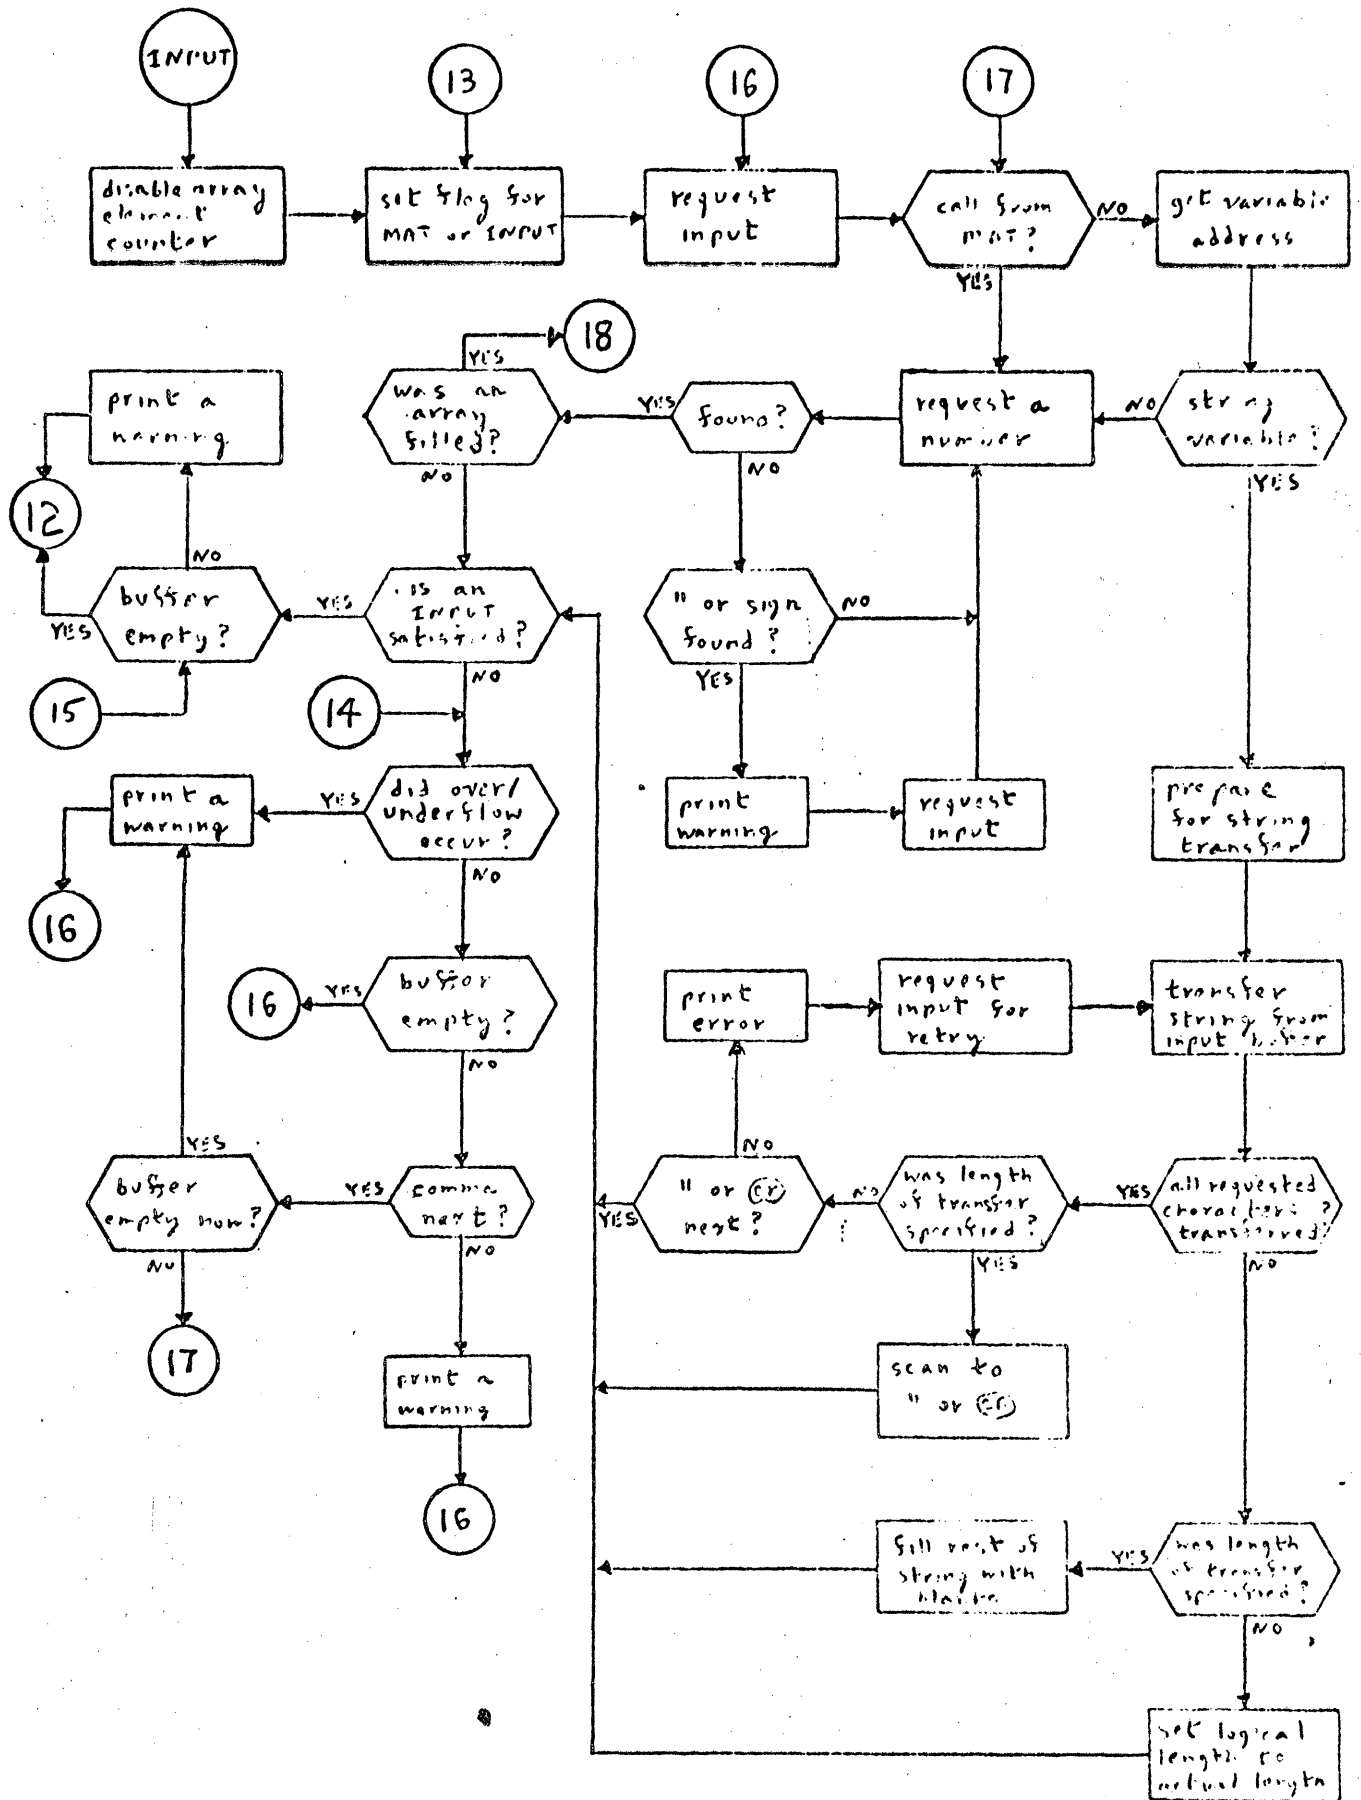 INPUT
13
16
17
disable array
element
counter
set flag for
MAT or INPUT
request
input
call from
MAT?
NO
YES
get variable
address
18
YES
print a
warning
was an
array
filled?
NO
YES
found?
NO
request a
number
NO
string
variable?
YES
12
NO
YES
buffer
empty?
YES
is an
INPUT
satisfied?
NO
" or sign
found?
NO
YES
15
14
print a
warning
YES
did over/
underflow
occur?
NO
print
warning
request
input
prepare
for string
transfer
16
16
YES
buffer
empty?
NO
print
error
request
input for
retry
transfer
string from
input buffer
YES
buffer
empty now?
NO
YES
comma
next?
NO
YES
" or CR
next?
NO
NO
was length
of transfer
specified?
YES
YES
all requested
characters
transferred?
NO
17
print a
warning
16
scan to
" or CR
fill rest of
string with
blanks
YES
was length
of transfer
specified?
NO
set logical
length to
actual length